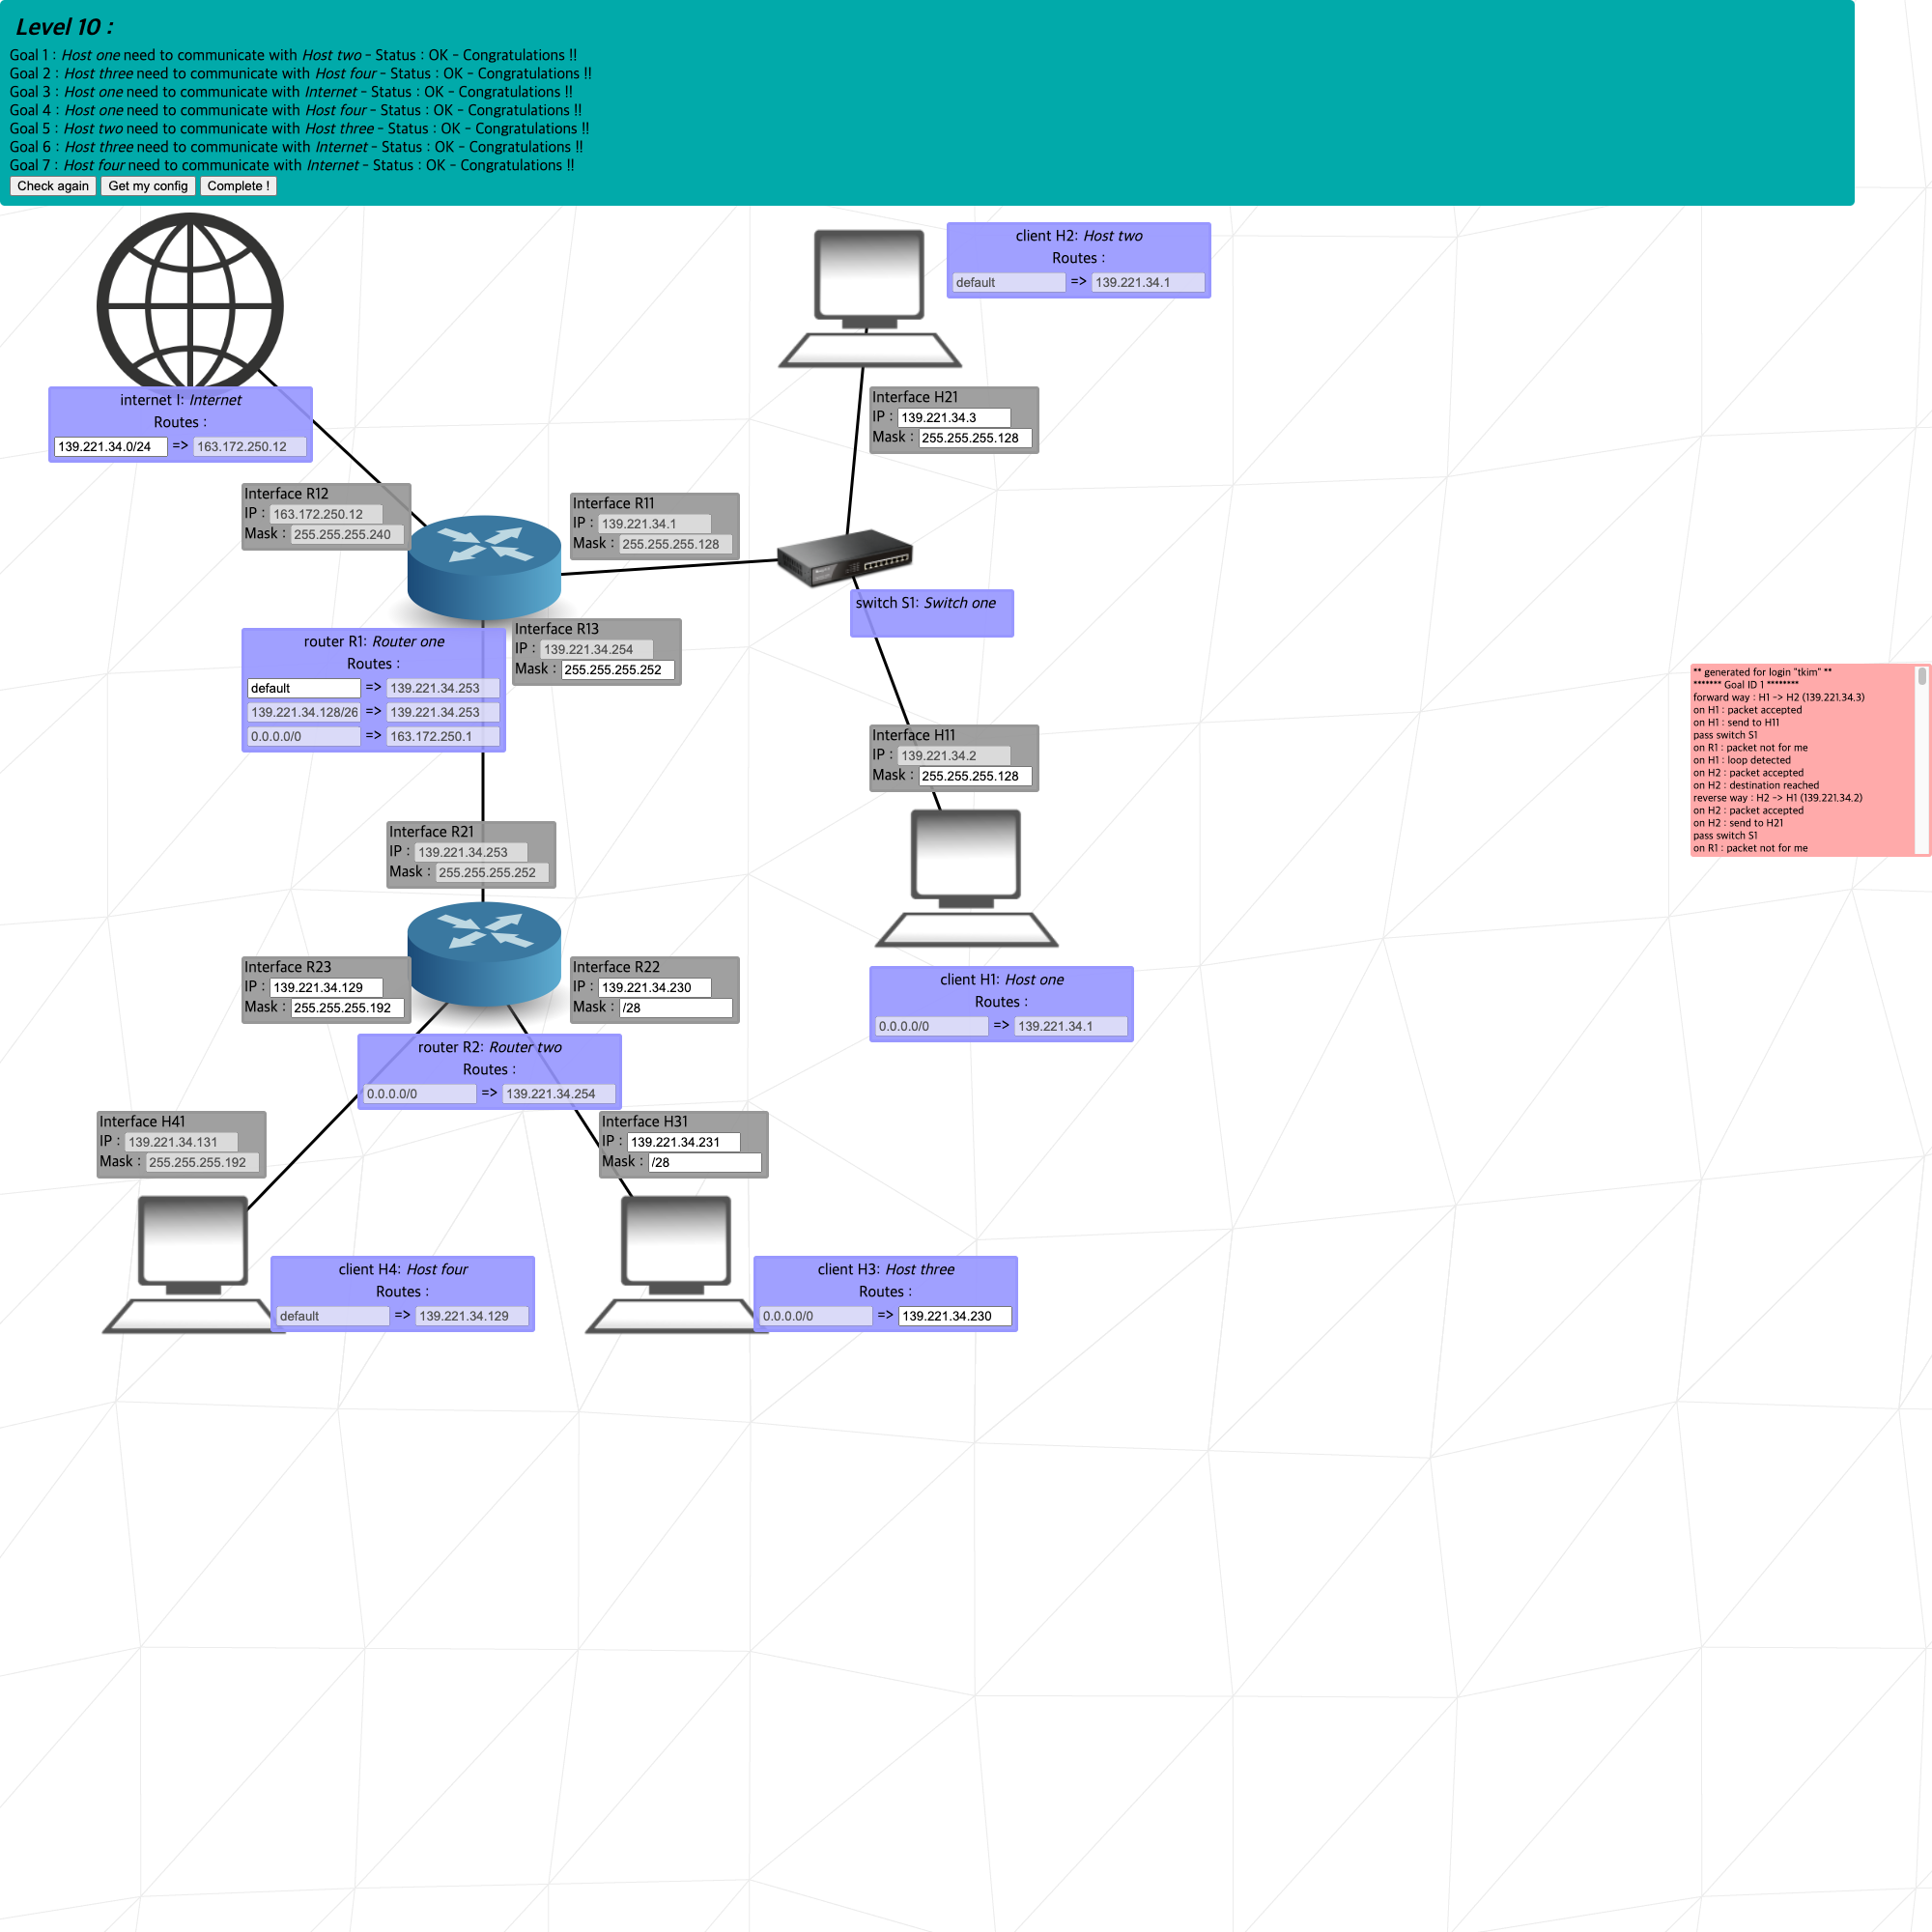 Level 10 :
Goal 1 : Host one need to communicate with Host two - Status : OK - Congratulations !!
Goal 2 : Host three need to communicate with Host four - Status : OK - Congratulations !!
Goal 3 : Host one need to communicate with Internet - Status : OK - Congratulations !!
Goal 4 : Host one need to communicate with Host four - Status : OK - Congratulations !!
Goal 5 : Host two need to communicate with Host three - Status : OK - Congratulations !!
Goal 6 : Host three need to communicate with Internet - Status : OK - Congratulations !!
Goal 7 : Host four need to communicate with Internet - Status : OK - Congratulations !!
Check again Get my config Complete !
client H2: Host two
Routes :
default => 139.221.34.1
internet I: Internet
Routes :
139.221.34.0/24 => 163.172.250.12
Interface H21
IP : 139.221.34.3
Mask : 255.255.255.128
Interface R12
IP : 163.172.250.12
Mask : 255.255.255.240
Interface R11
IP : 139.221.34.1
Mask : 255.255.255.128
switch S1: Switch one
Interface R13
IP : 139.221.34.254
Mask : 255.255.255.252
router R1: Router one
Routes :
default => 139.221.34.253
139.221.34.128/26 => 139.221.34.253
0.0.0.0/0 => 163.172.250.1
** generated for login "tkim" **
******* Goal ID 1 ********
forward way : H1 -> H2 (139.221.34.3)
on H1 : packet accepted
on H1 : send to H11
pass switch S1
on R1 : packet not for me
on H1 : loop detected
on H2 : packet accepted
on H2 : destination reached
reverse way : H2 -> H1 (139.221.34.2)
on H2 : packet accepted
on H2 : send to H21
pass switch S1
on R1 : packet not for me
Interface H11
IP : 139.221.34.2
Mask : 255.255.255.128
Interface R21
IP : 139.221.34.253
Mask : 255.255.255.252
Interface R23
IP : 139.221.34.129
Mask : 255.255.255.192
Interface R22
IP : 139.221.34.230
Mask : /28
client H1: Host one
Routes :
0.0.0.0/0 => 139.221.34.1
router R2: Router two
Routes :
0.0.0.0/0 => 139.221.34.254
Interface H41
IP : 139.221.34.131
Mask : 255.255.255.192
Interface H31
IP : 139.221.34.231
Mask : /28
client H4: Host four
Routes :
default => 139.221.34.129
client H3: Host three
Routes :
0.0.0.0/0 => 139.221.34.230